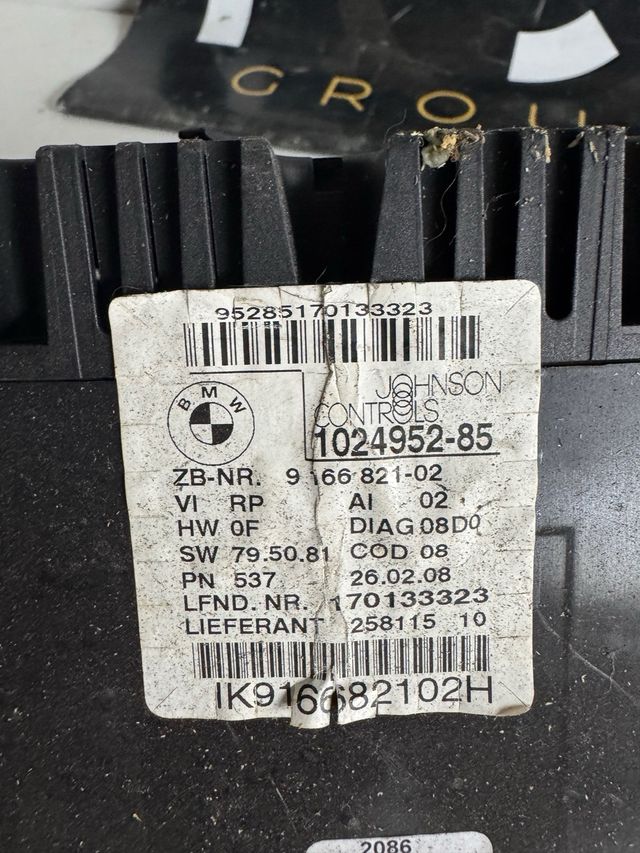 GROU
95285170133323
BMW
JOHNSON
CONTROLS
1024952-85
ZB-NR. 9 166 821-02
VI RP AI 02
HW 0F DIAG 08D0
SW 79.50.81 COD 08
PN 537 26.02.08
LFND. NR. 170133323
LIEFERANT 258115 10
IK916682102H
2086